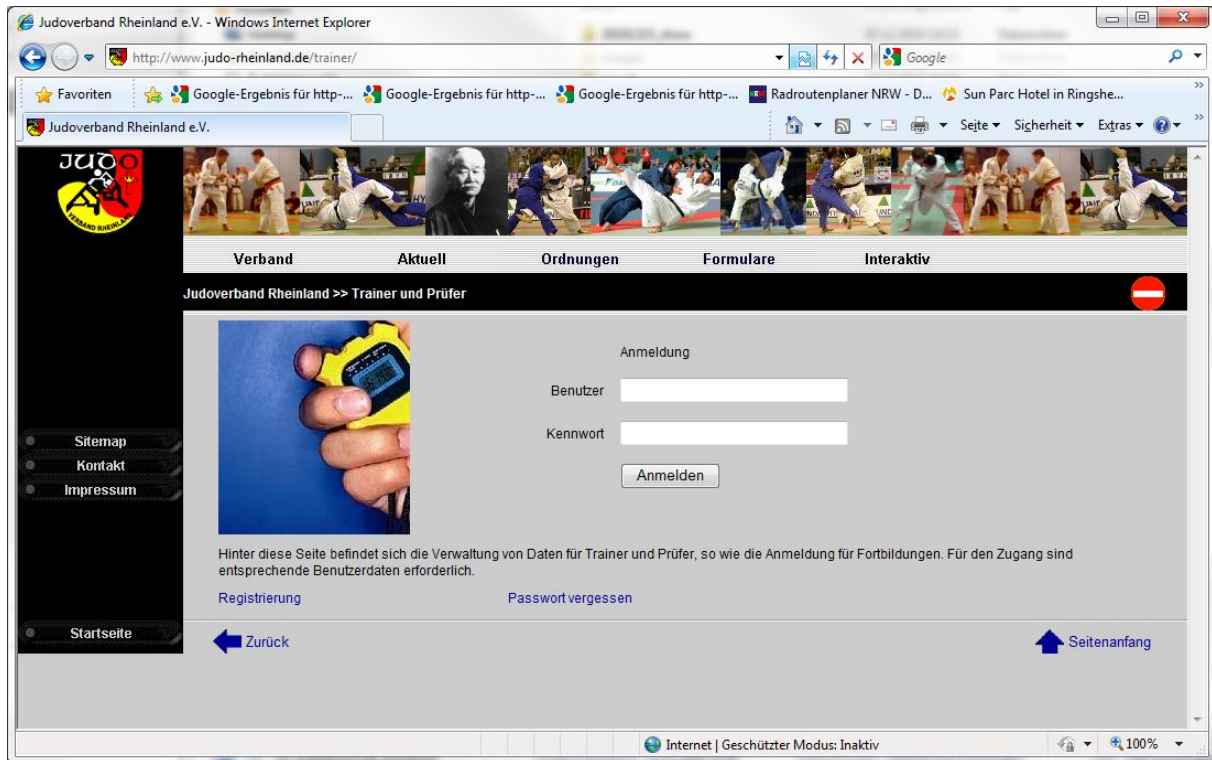 Judoverband Rheinland e.V. - Windows Internet Explorer
http://www.judo-rheinland.de/trainer/
Google
Favoriten
Google-Ergebnis für http-...
Google-Ergebnis für http-...
Google-Ergebnis für http-...
Radroutenplaner NRW - D...
Sun Parc Hotel in Ringshe...
Judoverband Rheinland e.V.
Seite
Sicherheit
Extras
JUDO
VERBAND RHEINLAND
Verband
Aktuell
Ordnungen
Formulare
Interaktiv
Judoverband Rheinland >> Trainer und Prüfer
Anmeldung
Benutzer
Kennwort
Anmelden
Sitemap
Kontakt
Impressum
Hinter diese Seite befindet sich die Verwaltung von Daten für Trainer und Prüfer, so wie die Anmeldung für Fortbildungen. Für den Zugang sind
entsprechende Benutzerdaten erforderlich.
Registrierung
Passwort vergessen
Startseite
Zurück
Seitenanfang
Internet | Geschützter Modus: Inaktiv
100%